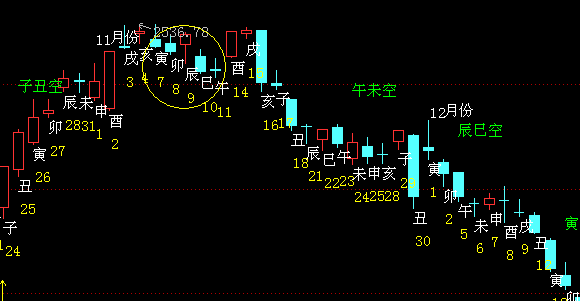 2536.78
11月份
子丑空
午未空
12月份
辰巳空
寅
子
24
丑
25
寅
26
卯
27
辰
28
未
31
申
1
酉
2
戌
3
亥
4
寅
7
卯
8
辰
9
巳
10
午
11
酉
14
戌
15
亥
16
子
17
丑
18
辰
21
巳
22
午
23
未
24
申
25
亥
28
子
29
丑
30
寅
1
卯
2
午
5
未
6
申
7
酉
8
戌
9
丑
12
寅